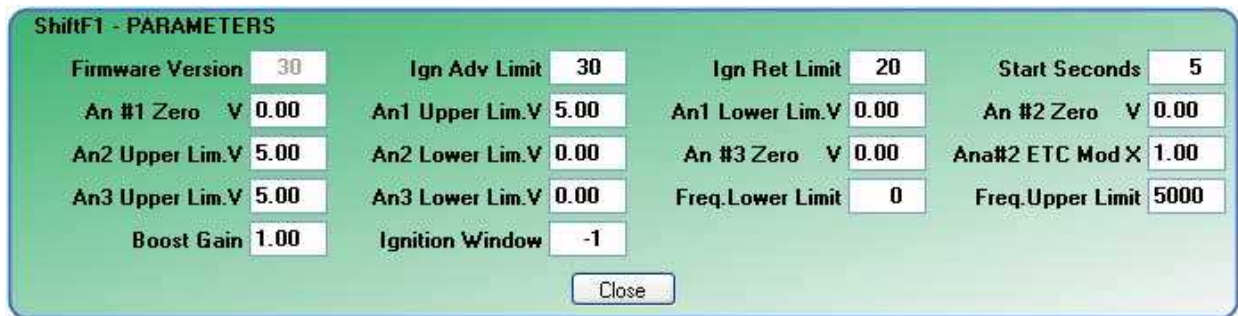 ShiftF1 - PARAMETERS
Firmware Version 30 Ign Adv Limit 30 Ign Ret Limit 20 Start Seconds 5
An #1 Zero V 0.00 An1 Upper Lim.V 5.00 An1 Lower Lim.V 0.00 An #2 Zero V 0.00
An2 Upper Lim.V 5.00 An2 Lower Lim.V 0.00 An #3 Zero V 0.00 Ana#2 ETC Mod X 1.00
An3 Upper Lim.V 5.00 An3 Lower Lim.V 0.00 Freq.Lower Limit 0 Freq.Upper Limit 5000
Boost Gain 1.00 Ignition Window -1
Close